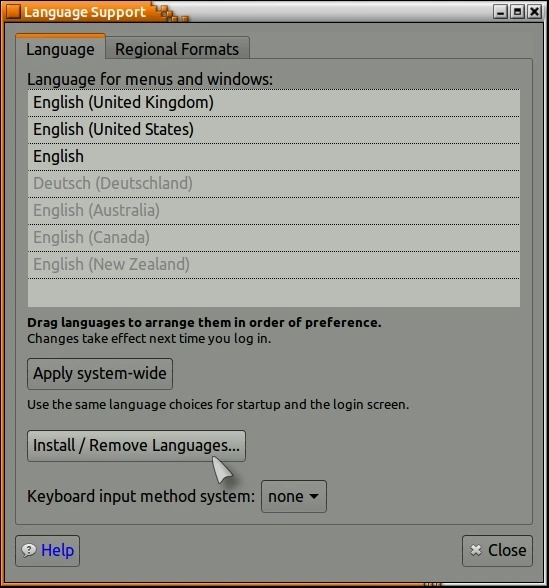 Language Support
Language Regional Formats
Language for menus and windows:
English (United Kingdom)
English (United States)
English
Deutsch (Deutschland)
English (Australia)
English (Canada)
English (New Zealand)
Drag languages to arrange them in order of preference.
Changes take effect next time you log in.
Apply system-wide
Use the same language choices for startup and the login screen.
Install / Remove Languages...
Keyboard input method system: none
? Help
Close